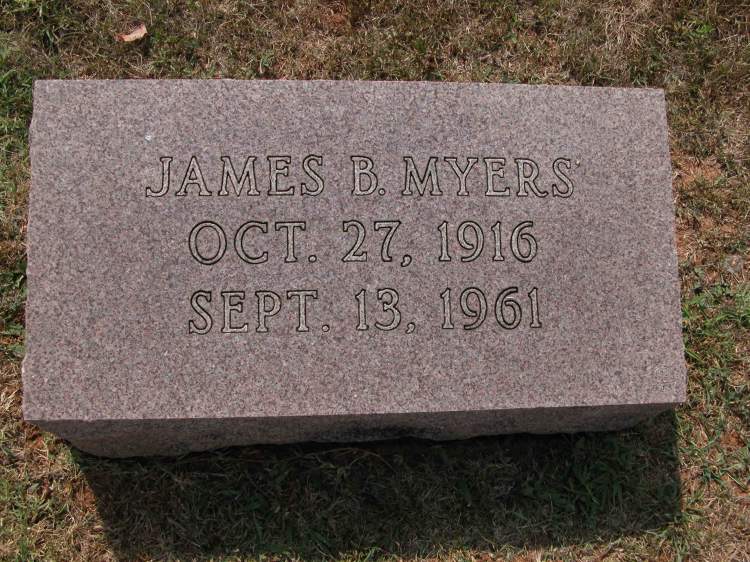 JAMES B. MYERS
OCT. 27, 1916
SEPT. 13, 1961